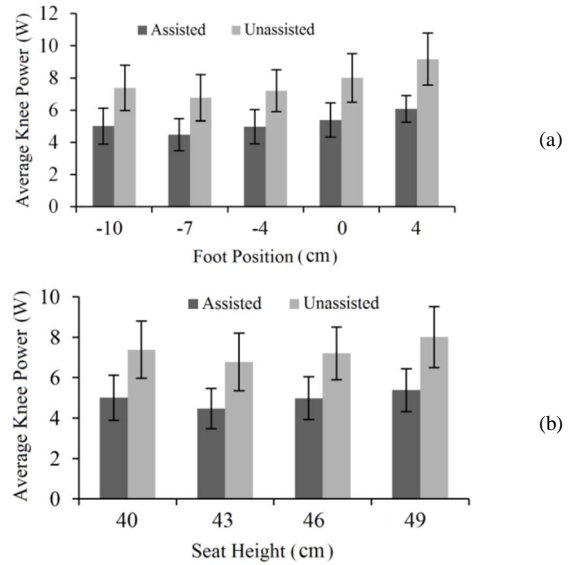 Average Knee Power (W)
12
10
8
6
4
2
0
Assisted Unassisted
-10 -7 -4 0 4
Foot Position (cm)
(a)
Average Knee Power (W)
10
8
6
4
2
0
Assisted Unassisted
40 43 46 49
Seat Height (cm)
(b)